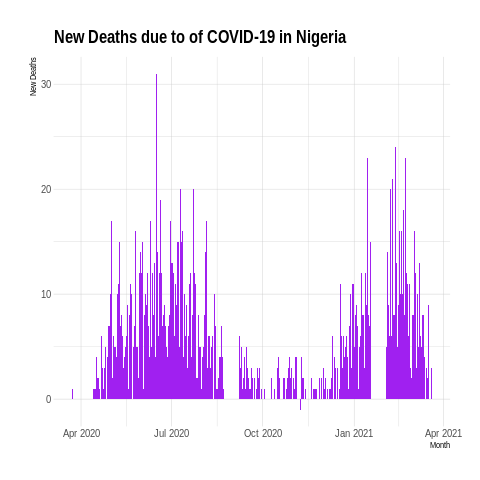 New Deaths due to of COVID-19 in Nigeria
New Deaths
30
20
10
0
Apr 2020 Jul 2020 Oct 2020 Jan 2021 Apr 2021
Month